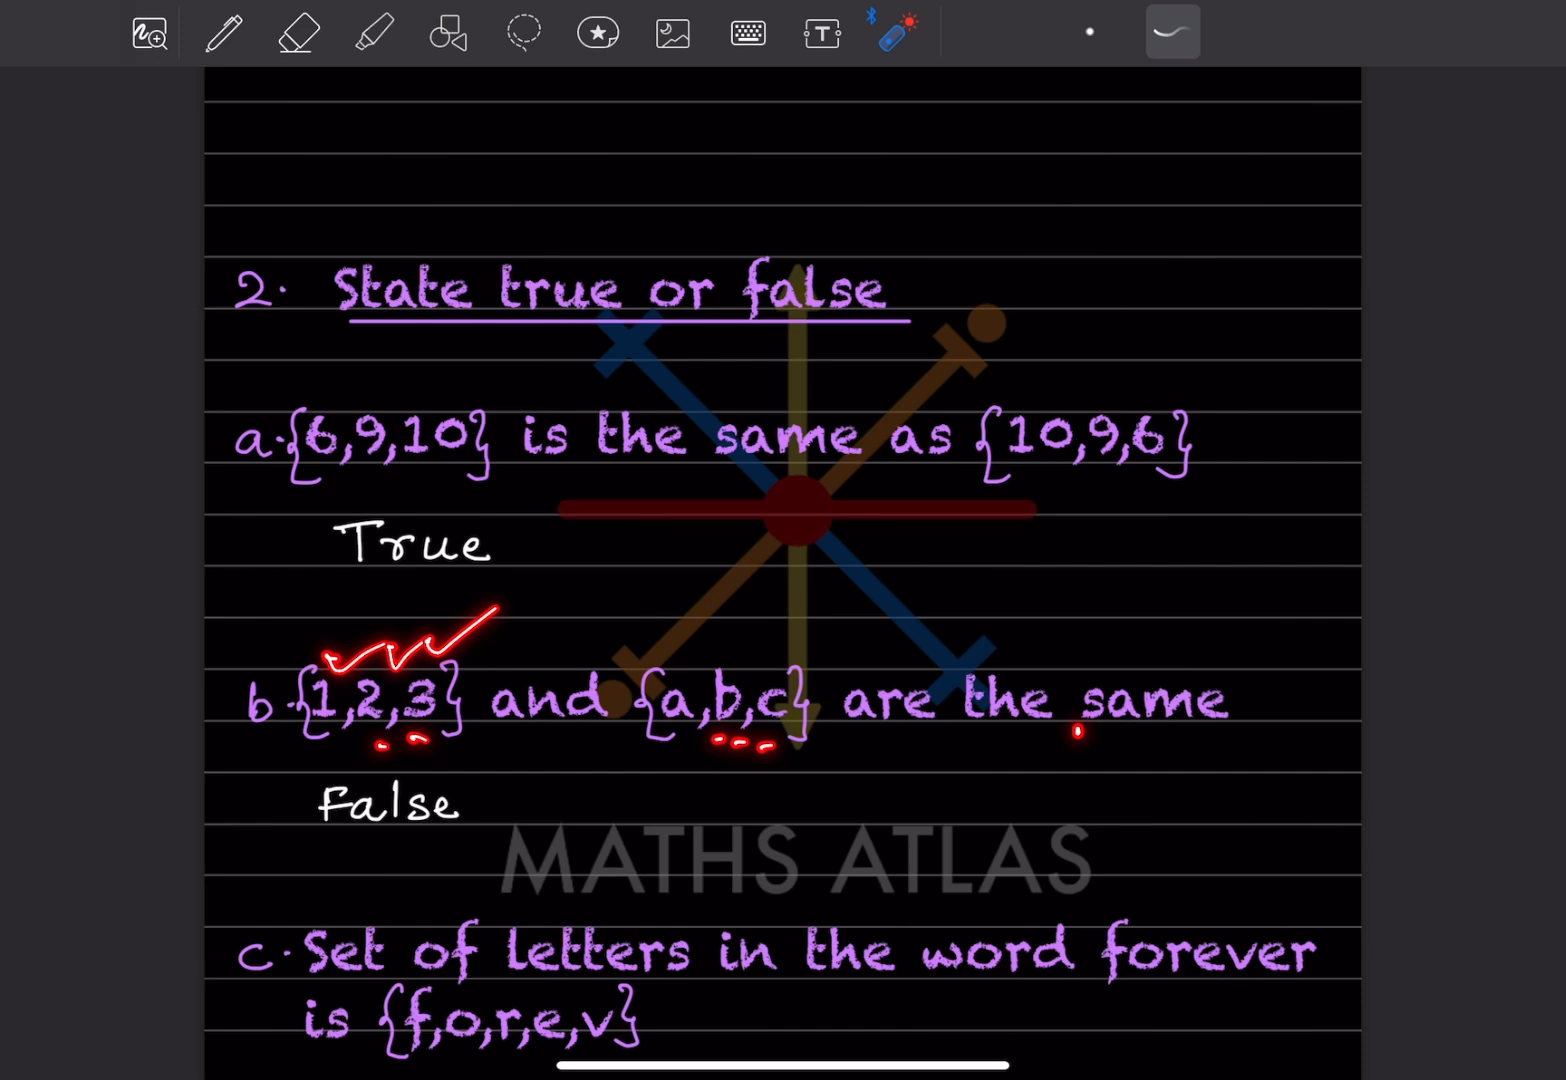 2. State true or false
a. {6,9,10} is the same as {10,9,6}
True
b. {1,2,3} and {a,b,c} are the same
False
MATHS ATLAS
c. Set of letters in the word forever
is {f,o,r,e,v}